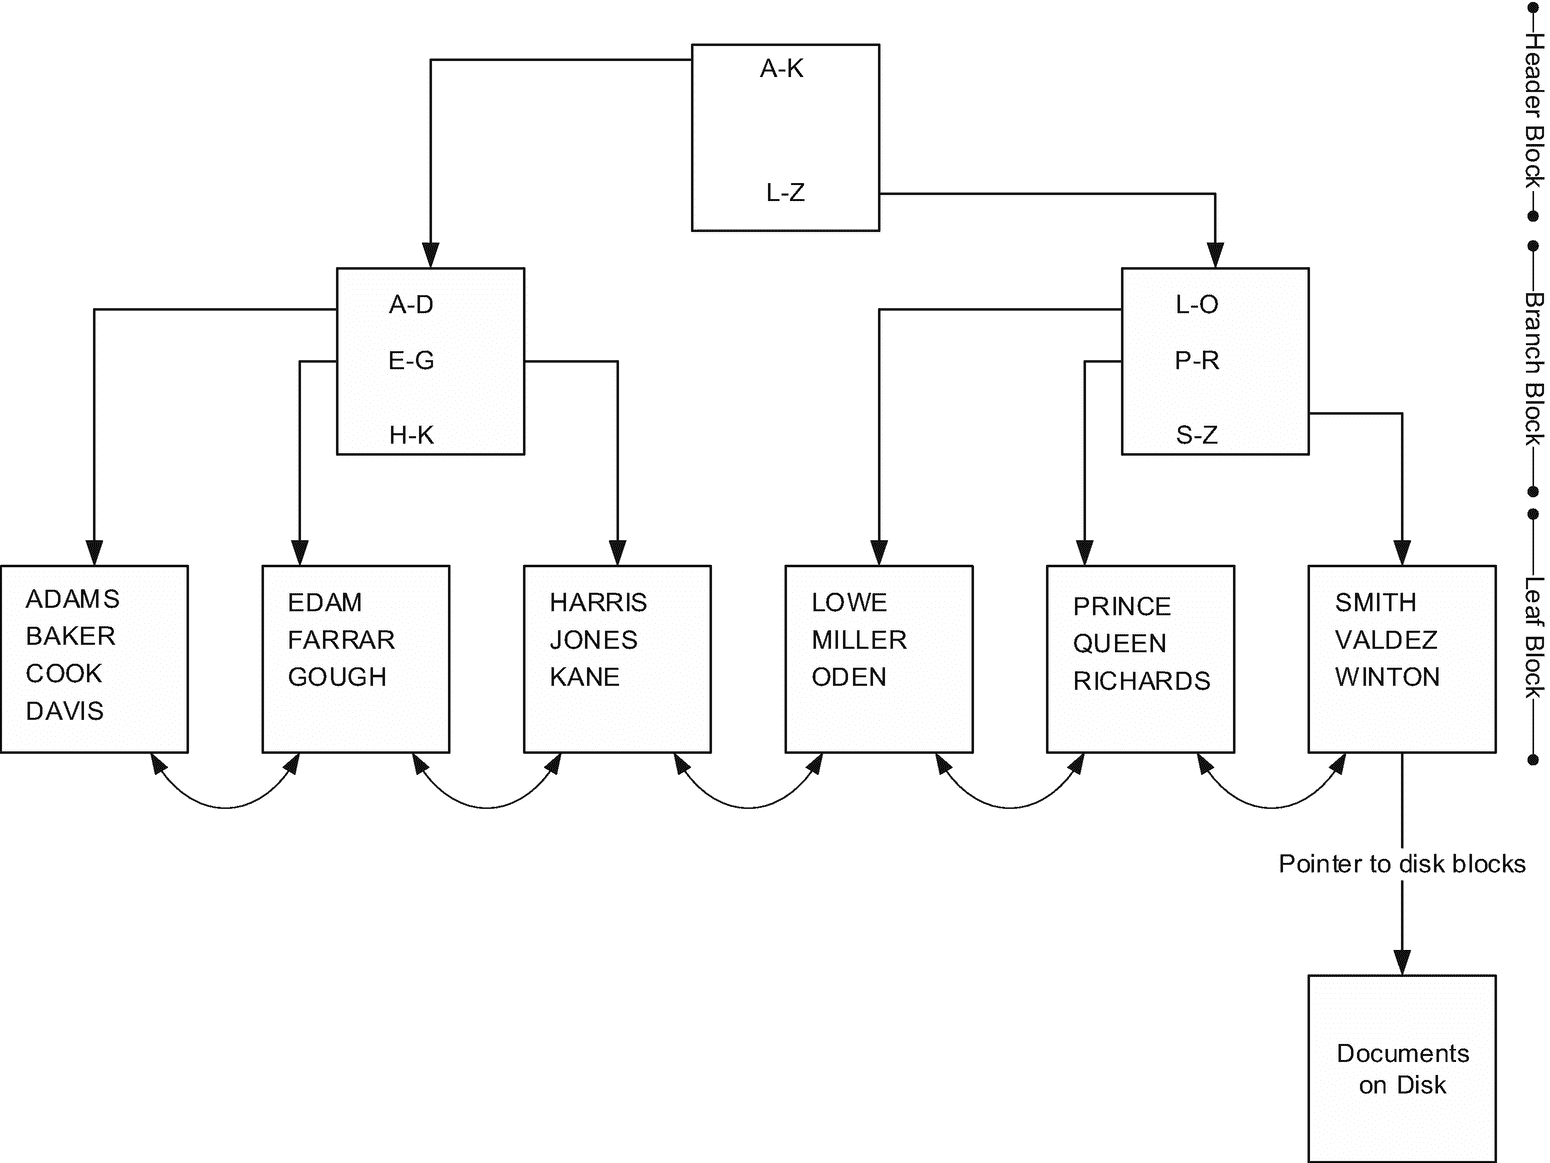 A-K
L-Z
Header Block
A-D
E-G
H-K
L-O
P-R
S-Z
Branch Block
ADAMS
BAKER
COOK
DAVIS
EDAM
FARRAR
GOUGH
HARRIS
JONES
KANE
LOWE
MILLER
ODEN
PRINCE
QUEEN
RICHARDS
SMITH
VALDEZ
WINTON
Leaf Block
Pointer to disk blocks
Documents
on Disk